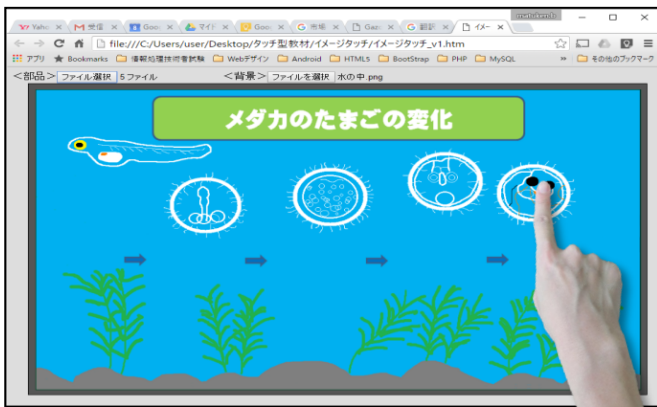 Yaho
M 受信
Goo
マイド
Goo
G 市場
Gaz
G 翻訳
イメー
file:///C:/Users/user/Desktop/タッチ型教材/イメージタッチ/イメージタッチ_v1.htm
アプリ Bookmarks 情報処理技術者試験 Webデザイン Android HTML5 BootStrap PHP MySQL » その他のブックマーク
<部品> ファイル選択 5 ファイル <背景> ファイルを選択 水の中.png
メダカのたまごの変化